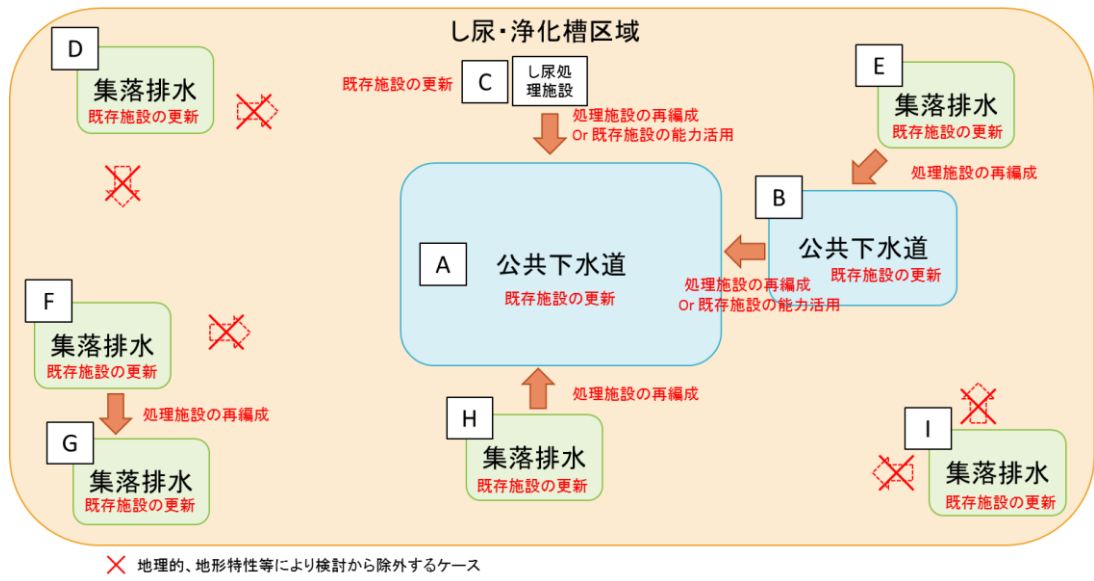 し尿・浄化槽区域
D
集落排水
既存施設の更新
既存施設の更新
C
し尿処
理施設
処理施設の再編成
Or 既存施設の能力活用
E
集落排水
既存施設の更新
処理施設の再編成
B
公共下水道
既存施設の更新
処理施設の再編成
Or 既存施設の能力活用
A
公共下水道
既存施設の更新
F
集落排水
既存施設の更新
処理施設の再編成
G
集落排水
既存施設の更新
処理施設の再編成
H
集落排水
既存施設の更新
I
集落排水
既存施設の更新
地理的、地形特性等により検討から除外するケース